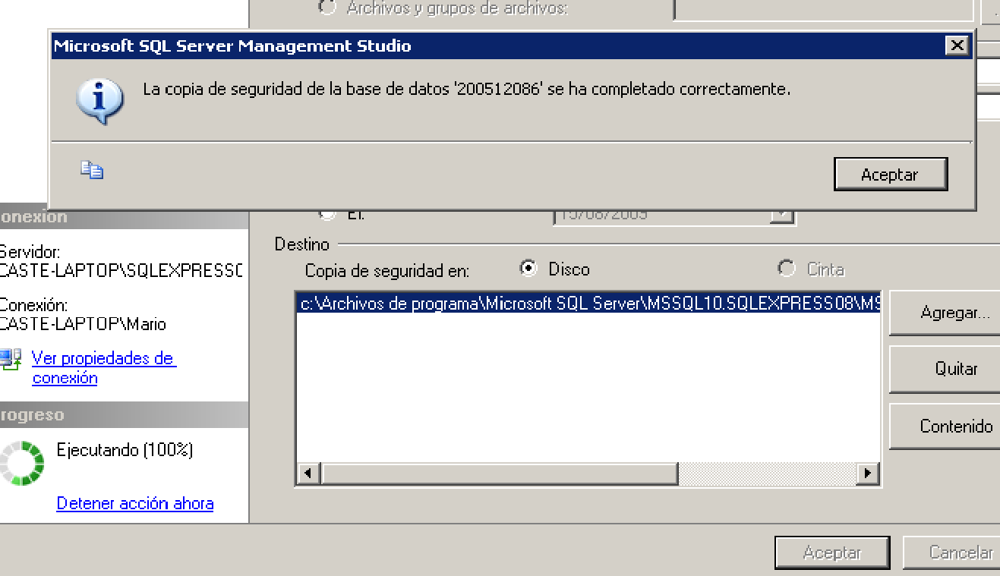 Archivos y grupos de archivos:
Microsoft SQL Server Management Studio
La copia de seguridad de la base de datos '200512086' se ha completado correctamente.
Aceptar
onexión
El:
15/08/2009
Destino
Servidor:
CASTE-LAPTOP\SQLEXPRESS0
Copia de seguridad en:
Disco
Cinta
c:\Archivos de programa\Microsoft SQL Server\MSSQL10.SQLEXPRESS08\MS
Conexión:
CASTE-LAPTOP\Mario
Agregar...
Ver propiedades de
conexión
Quitar
rogreso
Contenido
Ejecutando (100%)
Detener acción ahora
Aceptar
Cancelar